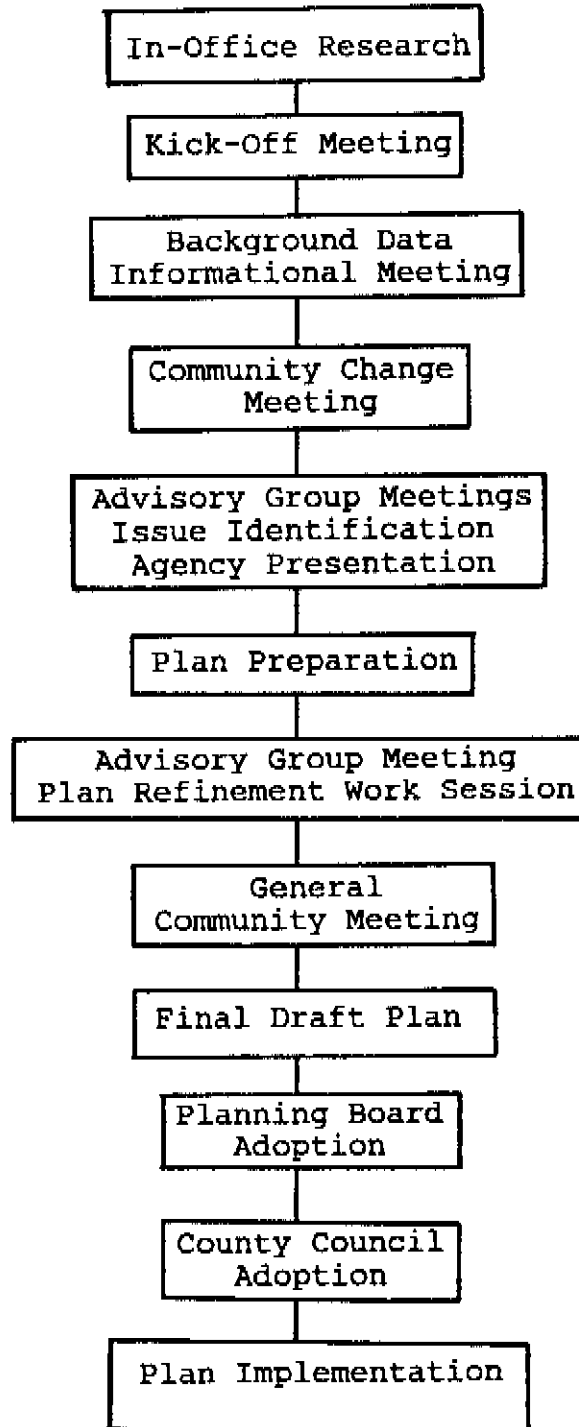 In-Office Research
Kick-Off Meeting
Background Data
Informational Meeting
Community Change
Meeting
Advisory Group Meetings
Issue Identification
Agency Presentation
Plan Preparation
Advisory Group Meeting
Plan Refinement Work Session
General
Community Meeting
Final Draft Plan
Planning Board
Adoption
County Council
Adoption
Plan Implementation